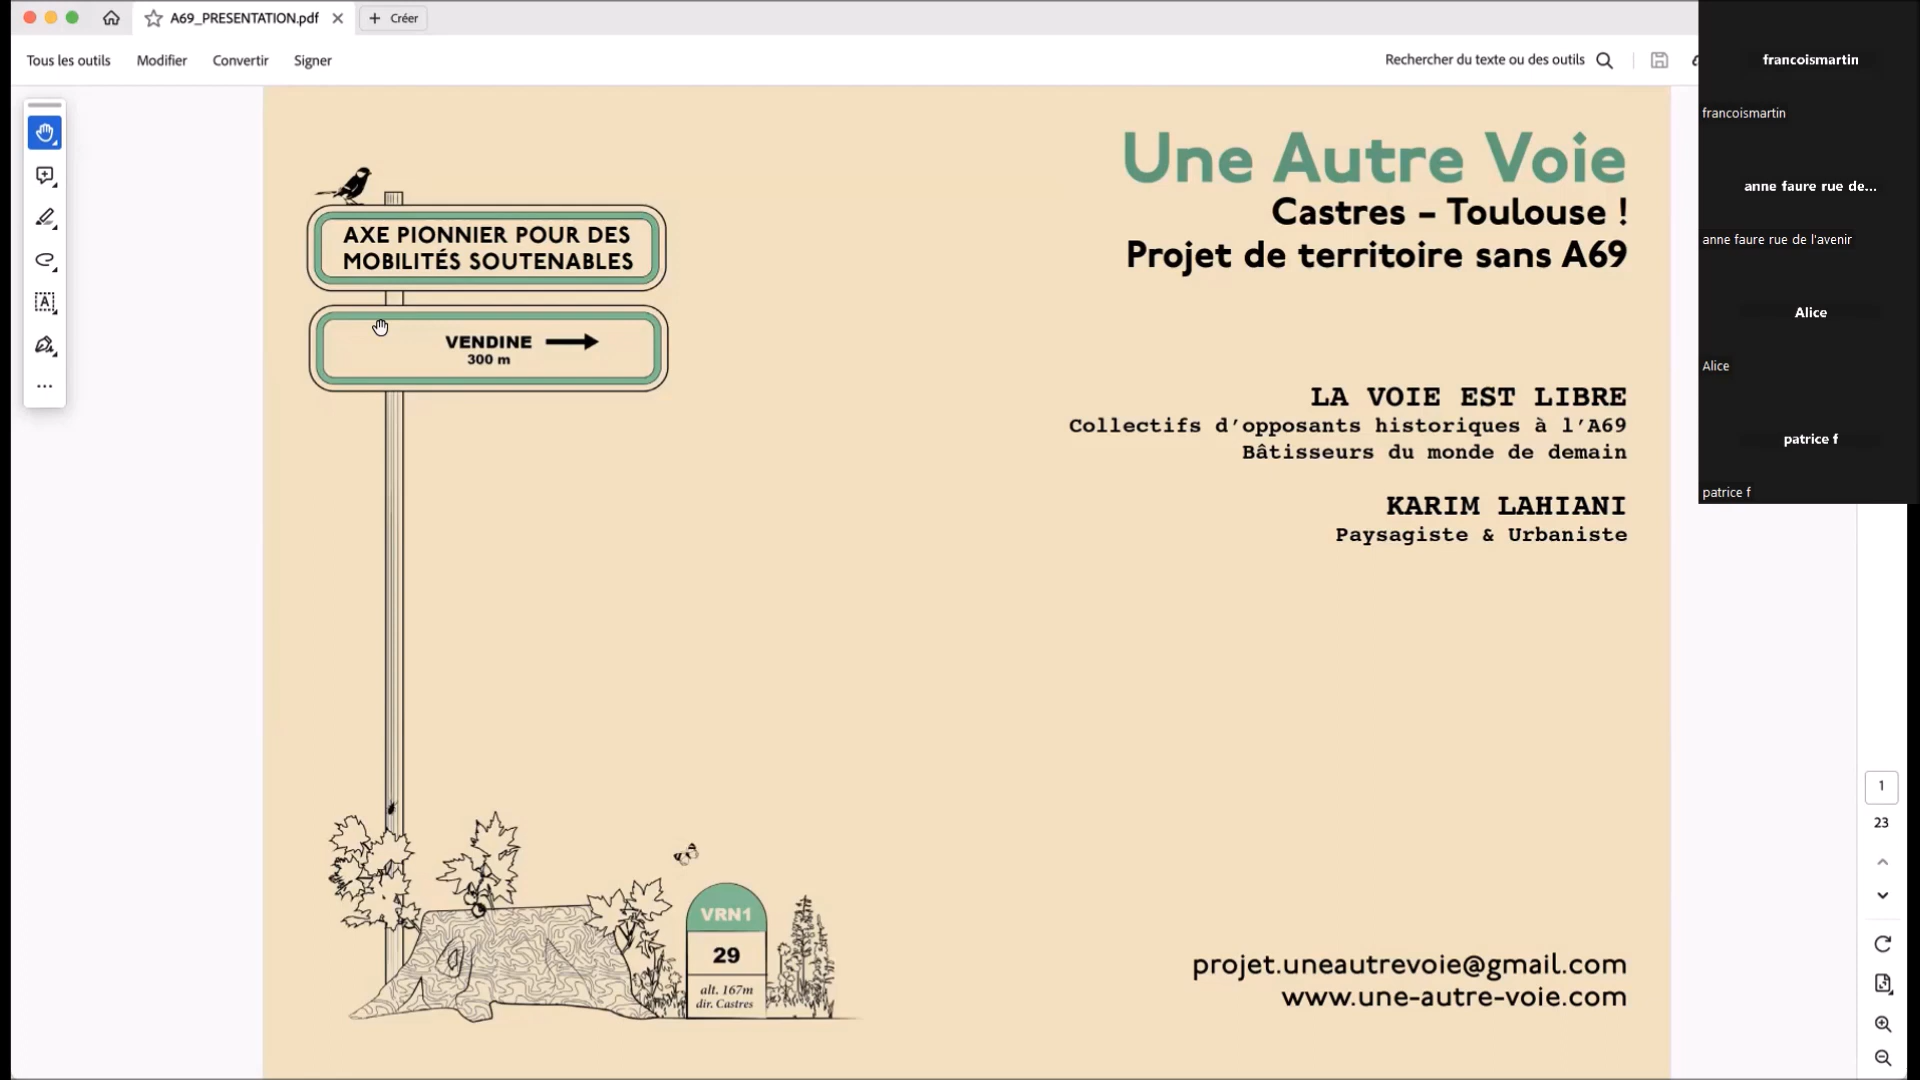 A69_PRESENTATION.pdf
Créer
Tous les outils
Modifier
Convertir
Signer
Rechercher du texte ou des outils
francoismartin
francoismartin
anne faure rue de...
anne faure rue de l'avenir
Alice
Alice
patrice f
patrice f
AXE PIONNIER POUR DES
MOBILITÉS SOUTENABLES
VENDINE
300 m
Une Autre Voie
Castres – Toulouse !
Projet de territoire sans A69
LA VOIE EST LIBRE
Collectifs d'opposants historiques à l'A69
Bâtisseurs du monde de demain
KARIM LAHIANI
Paysagiste & Urbaniste
VRN1
29
alt. 167m
dir. Castres
projet.uneautrevoie@gmail.com
www.une-autre-voie.com
1
23